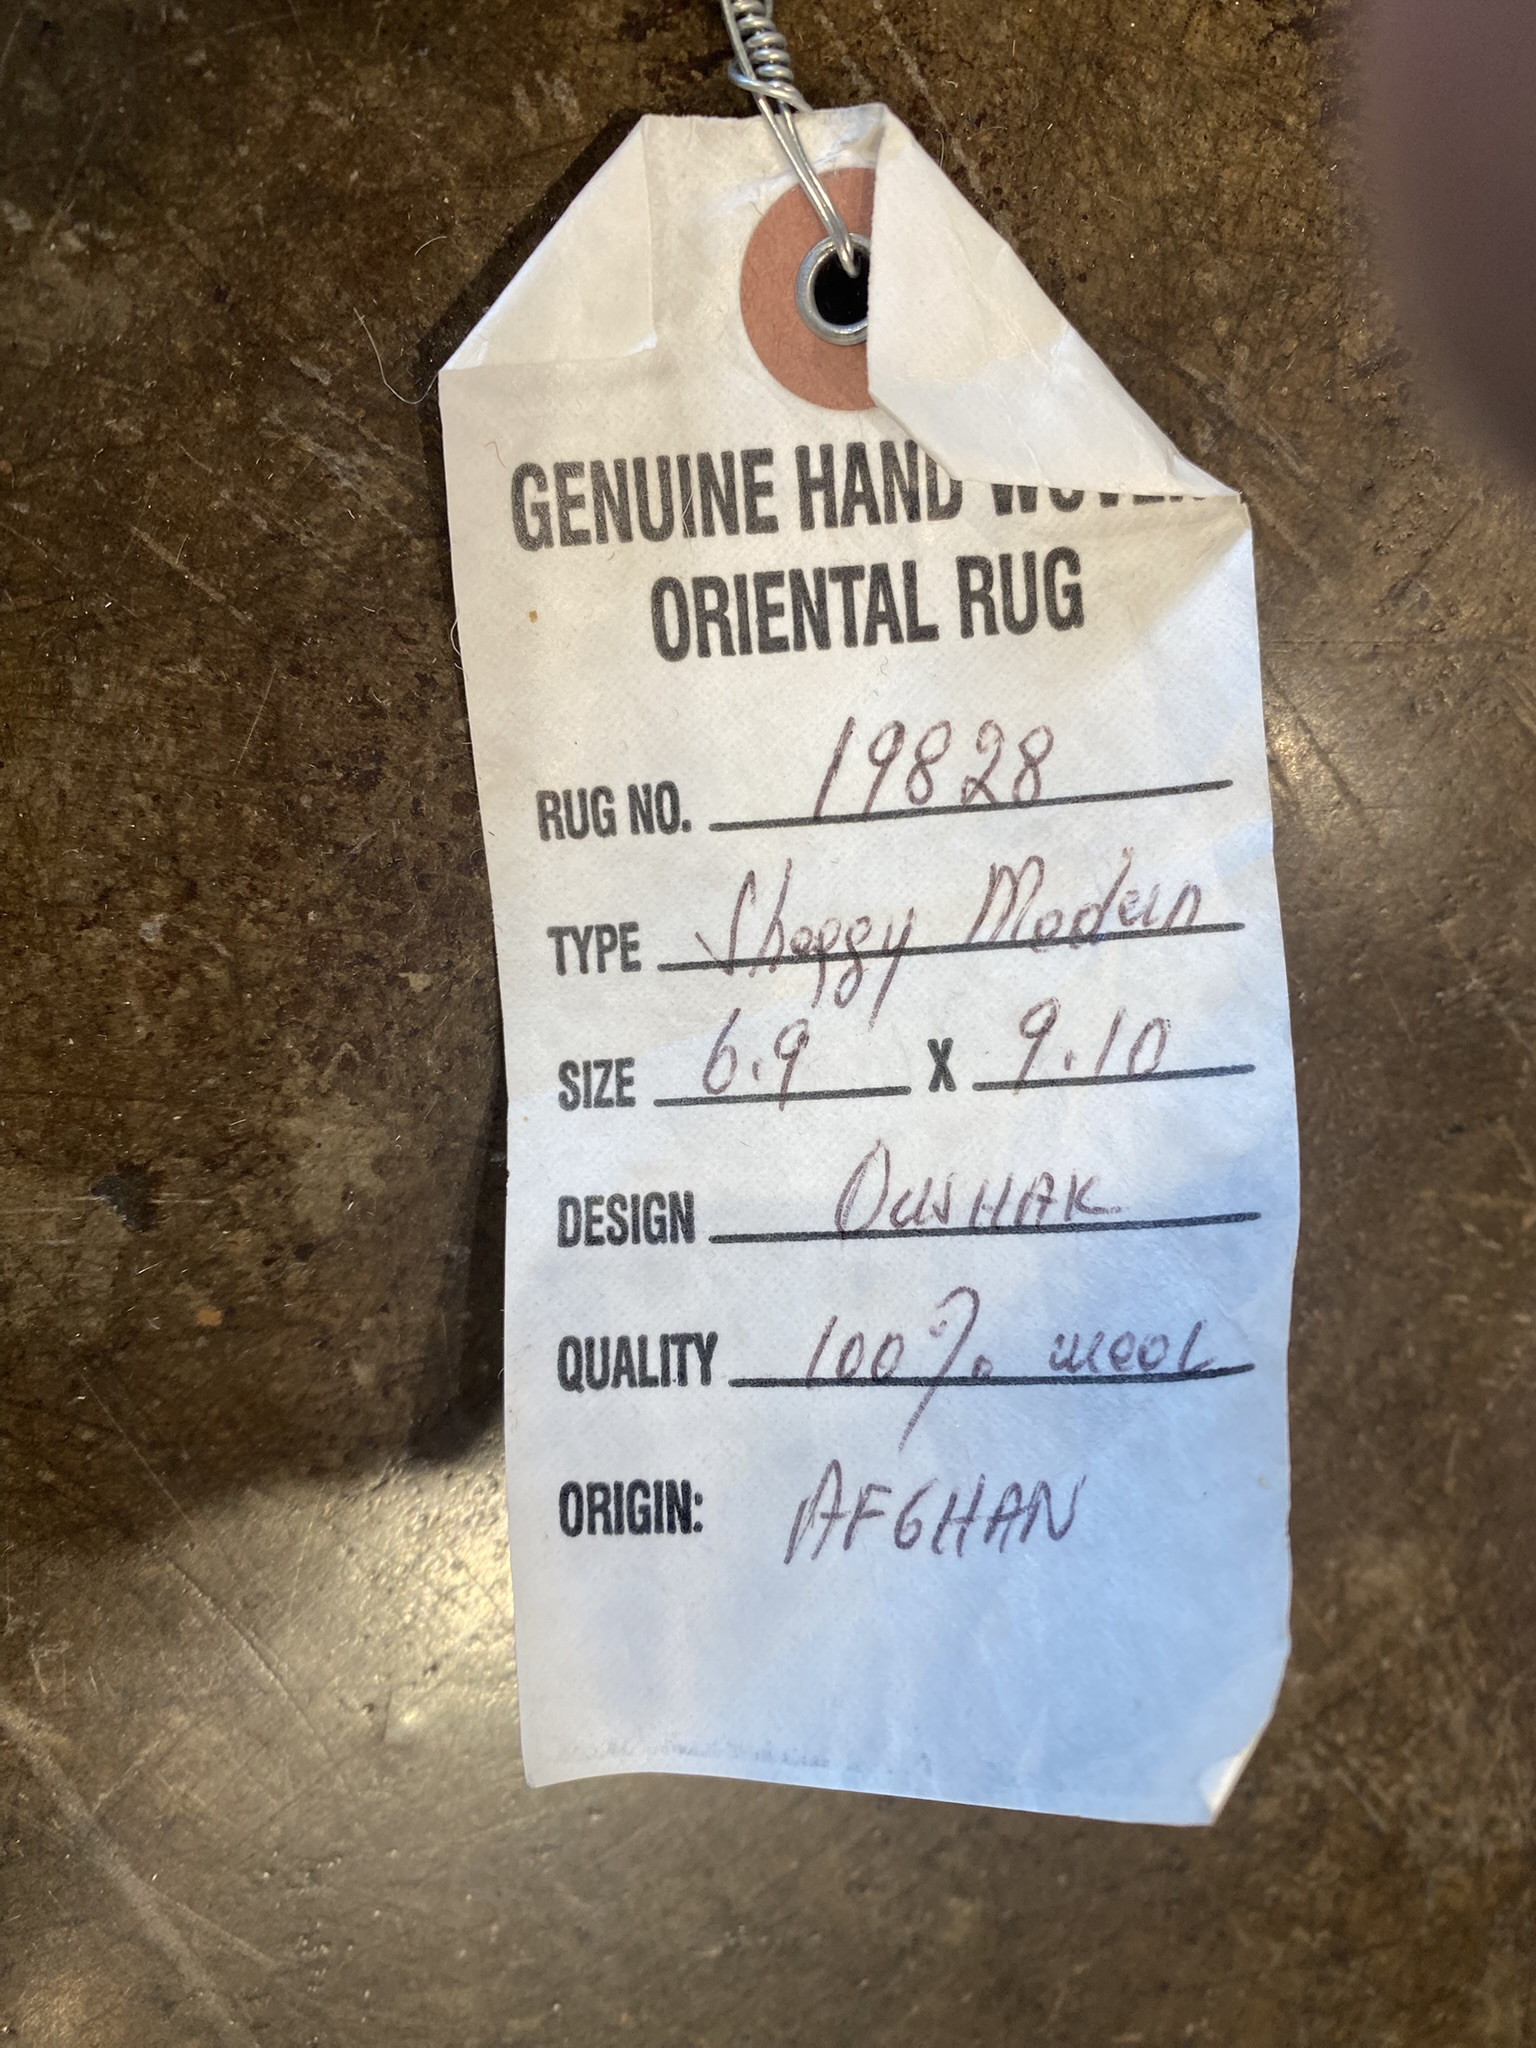 GENUINE HAND WOVEN
ORIENTAL RUG
RUG NO. 19828
TYPE Shaggy Modern
SIZE 6.9 X 9.10
DESIGN OUSHAK
QUALITY 100% wool
ORIGIN: AFGHAN